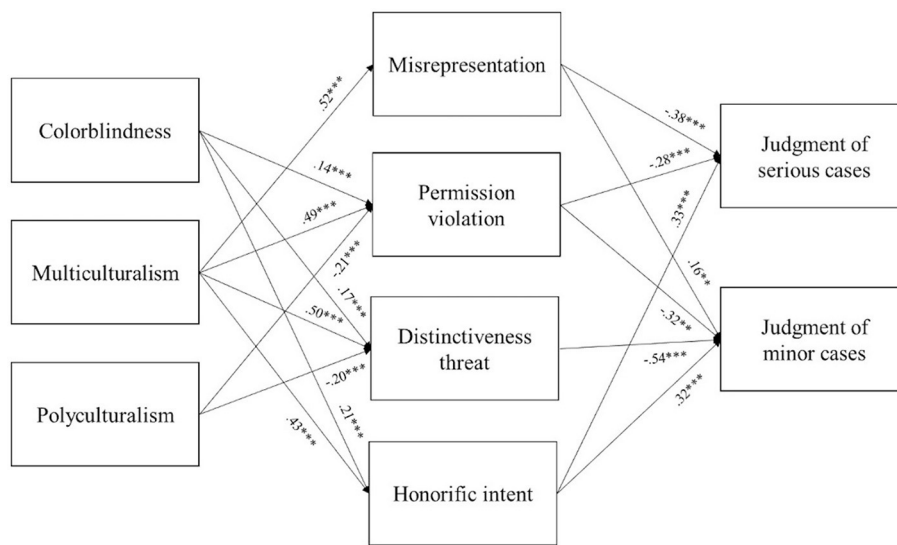 Misrepresentation
Colorblindness
.52***
-.38***
Judgment of
serious cases
.14***
Permission
violation
-.28***
.49***
.33***
Multiculturalism
-.21***
.16**
.17***
.50***
Distinctiveness
threat
-.32**
Judgment of
minor cases
-.54***
Polyculturalism
-.20***
.21***
.32***
.43***
Honorific intent